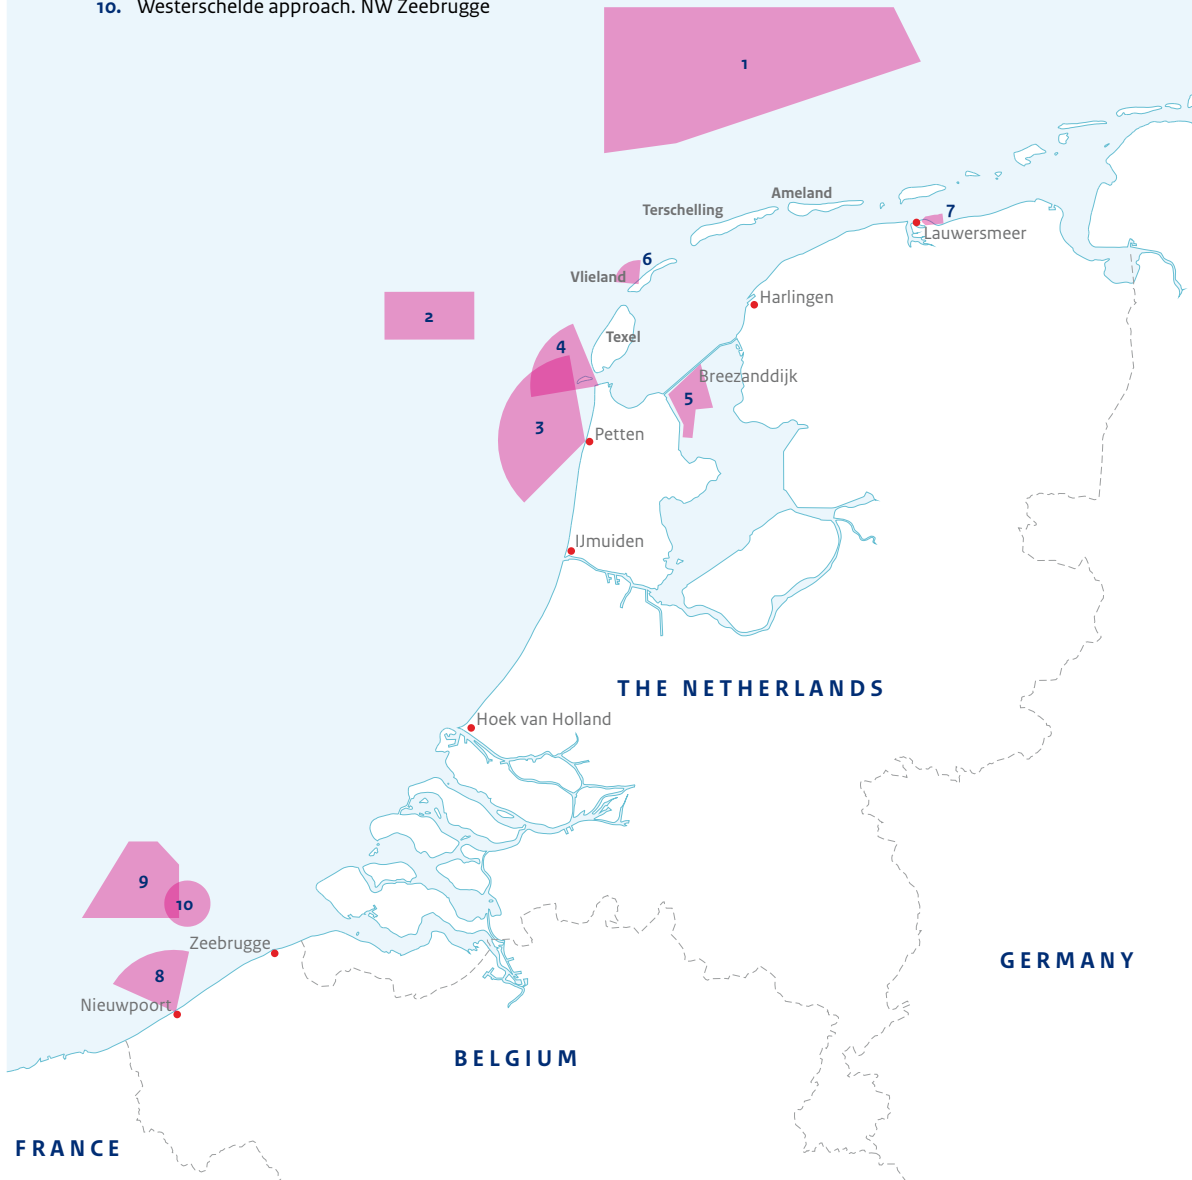 10. Westerschelde approach. NW Zeebrugge
1
Ameland
Terschelling
7
Lauwersmeer
6
Vlieland
Harlingen
2
Texel
4
Breezanddijk
5
3
Petten
IJmuiden
THE NETHERLANDS
Hoek van Holland
9
10
Zeebrugge
8
GERMANY
Nieuwpoort
BELGIUM
FRANCE